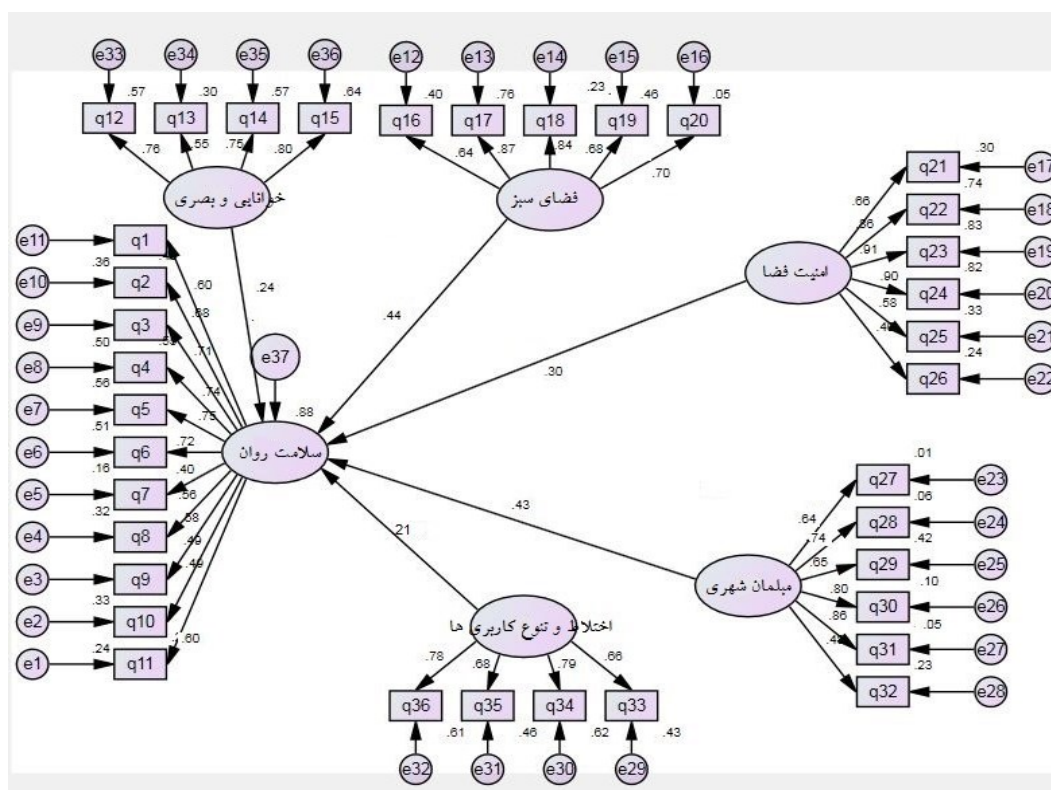 e33 e34 e35 e36 e12 e13 e14 e15 e16
.57 .30 .57 .64 .40 .76 .23 .46 .05
q12 q13 q14 q15 q16 q17 q18 q19 q20
.76 .55 .75 .80 .64 .87 .84 .68 .70
خوانایی و بصری
فضای سبز
.30
q21 e17
.74
.66
q22 e18
.86 .83
q23 e19
.91 .82
امنیت فضا
.90 q24 e20
.58 .33
q25 e21
.24
q26 e22
e11 q1
.36
e10 q2 .60 .24
.68
e9 q3 .44
.50 .71 e37
e8 q4 .30
.56 .74
e7 q5 .75 .88
.51
e6 q6 .72 سلامت روان
.16 .40
e5 q7 .56
.32 .58
e4 q8 .49
e3 q9 .49
.33
e2 q10
.24 .60
e1 q11
.43
.21
.01
q27 e23
.64 .06
q28 e24
.74 .42
.65 q29 e25
.10
مبلمان شهری
.80 q30 e26
.86 .05
q31 e27
.23
q32 e28
اختلاط و تنوع کاربری ها
.78 .68 .79 .66
q36 q35 q34 q33
.61 .46 .62 .43
e32 e31 e30 e29